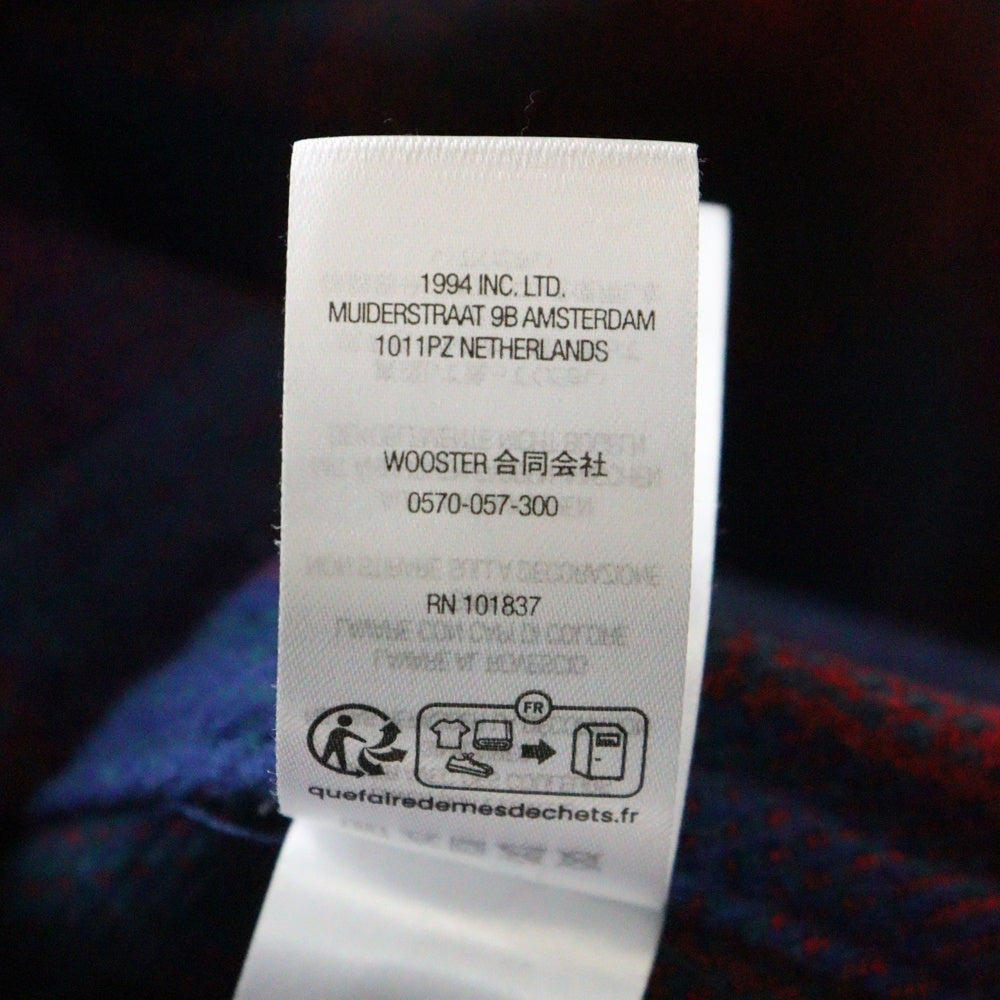 1994 INC. LTD.
MUIDERSTRAAT 9B AMSTERDAM
1011PZ NETHERLANDS
WOOSTER 合同会社
0570-057-300
RN 101837
FR
quefairedemesdechets.fr